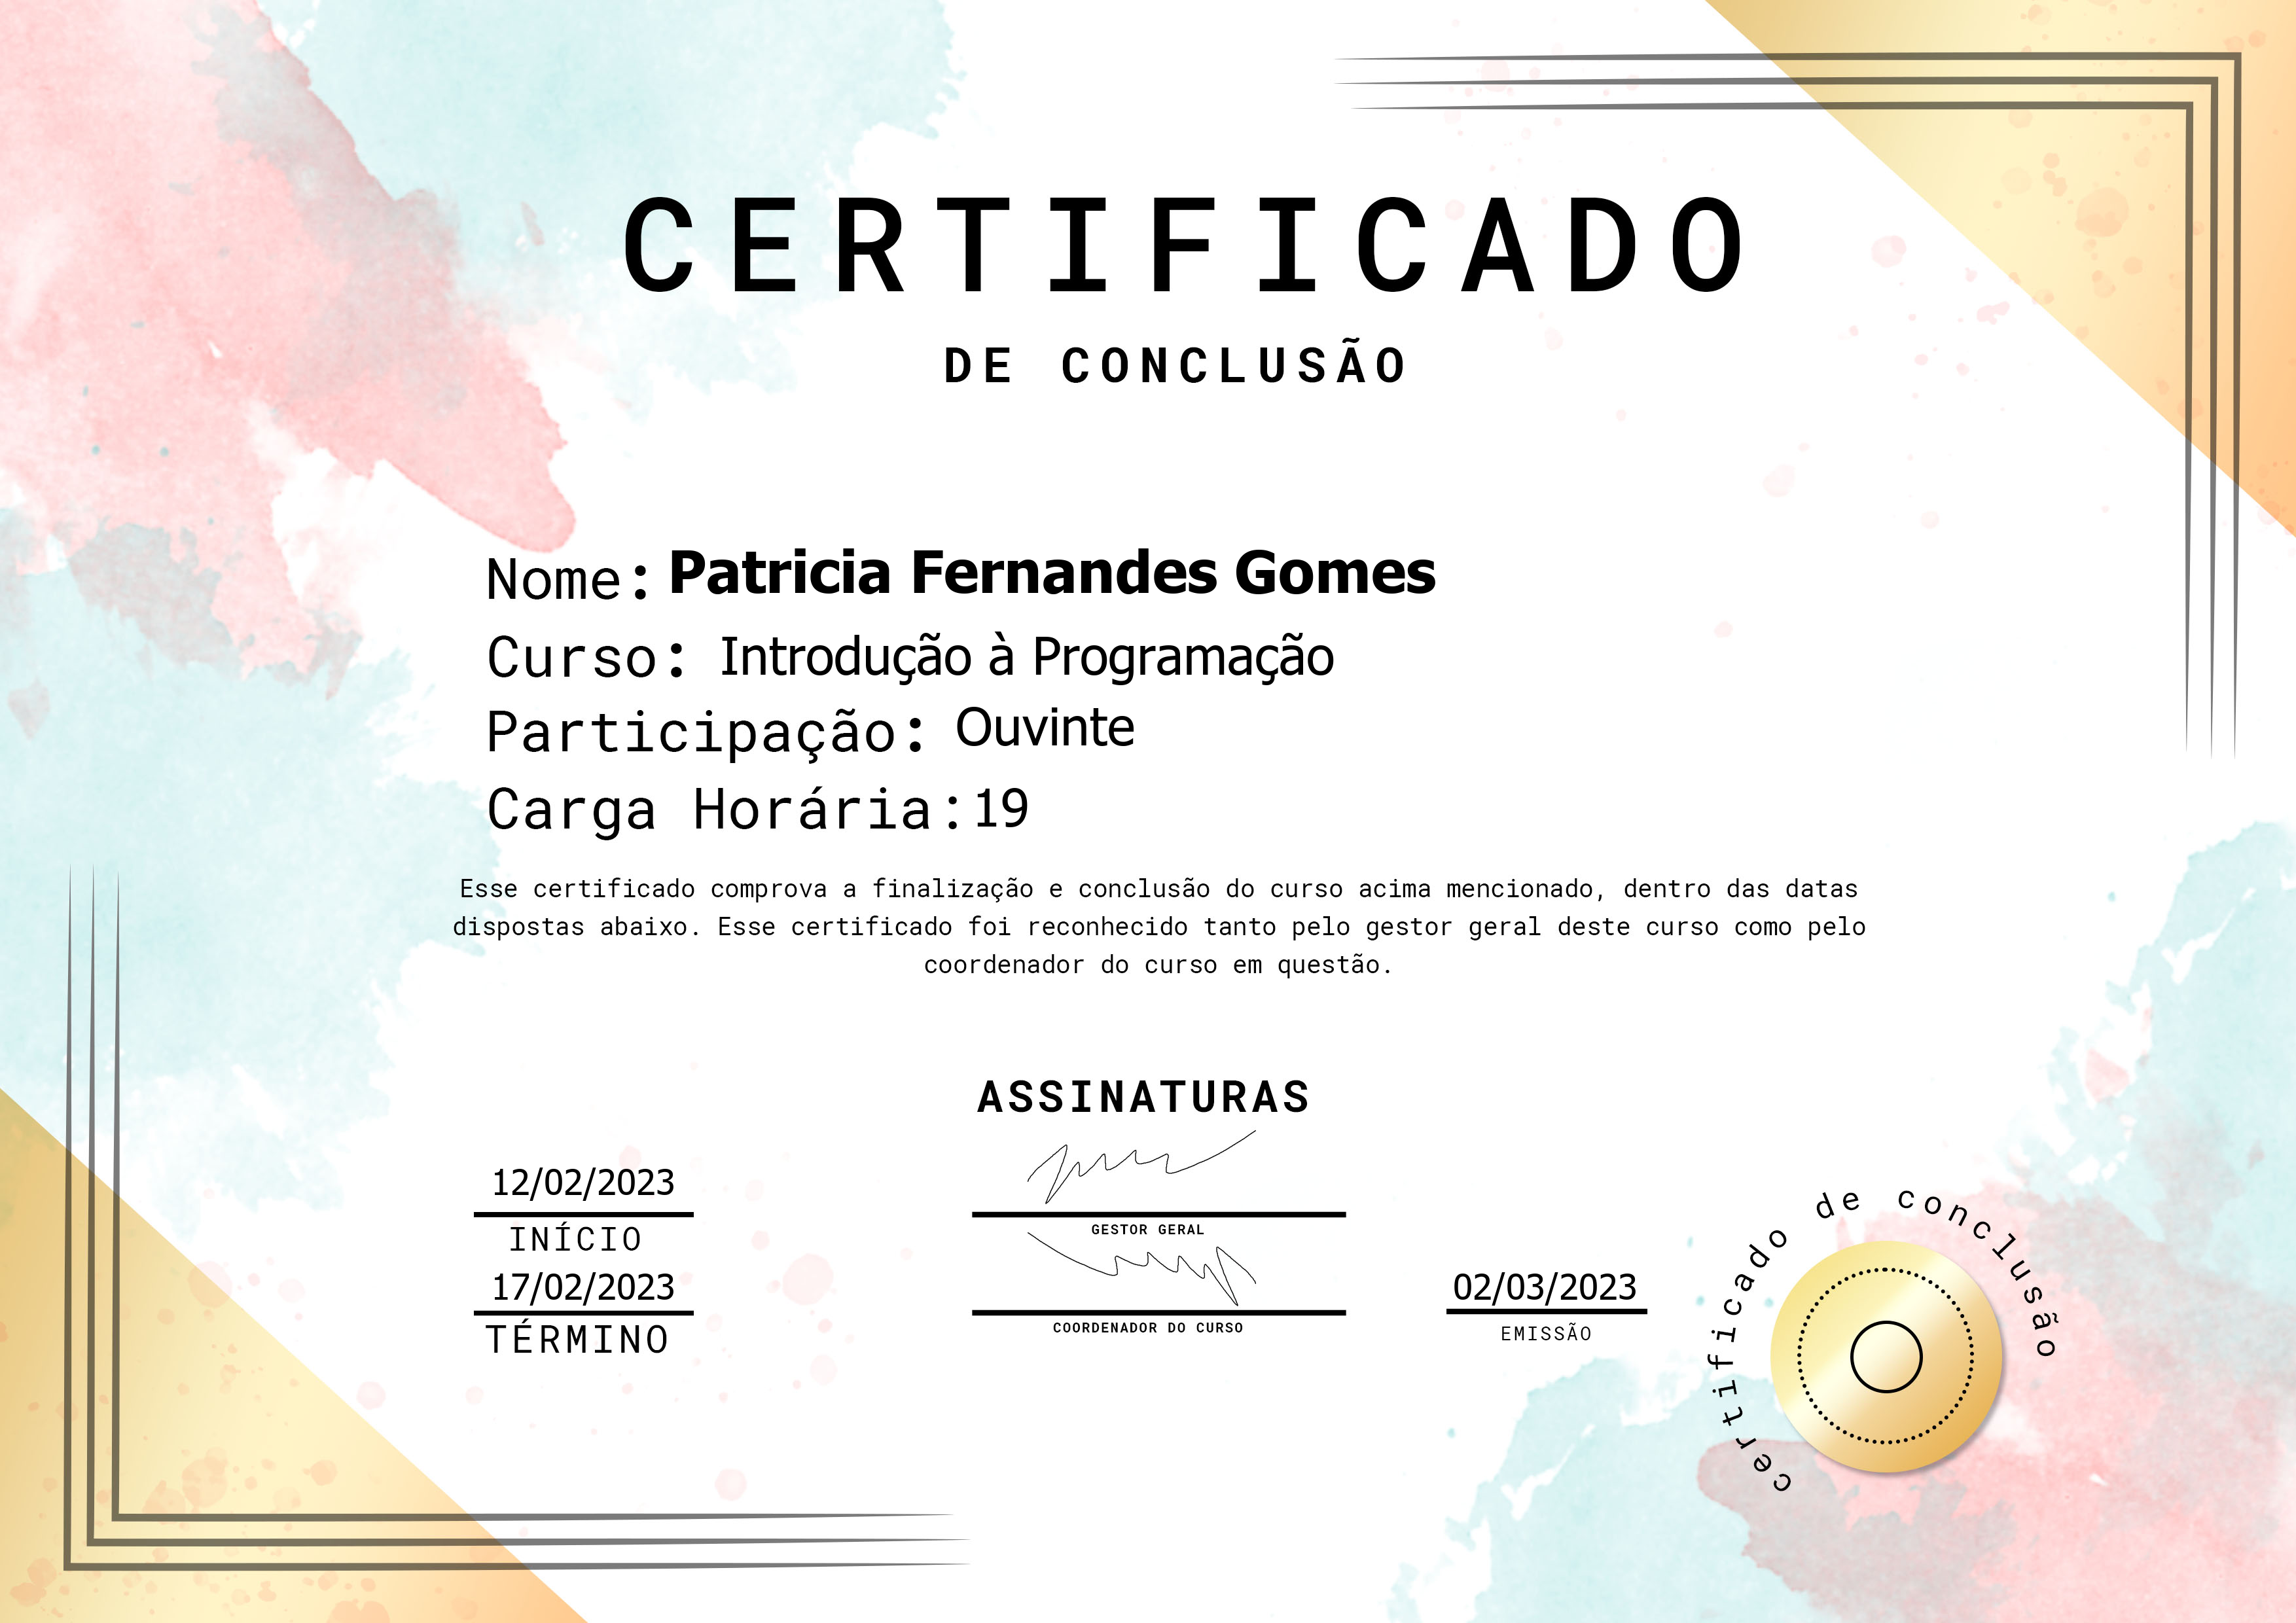 CERTIFICADO
DE CONCLUSÃO
Nome: Patricia Fernandes Gomes
Curso: Introdução à Programação
Participação: Ouvinte
Carga Horária:19
Esse certificado comprova a finalização e conclusão do curso acima mencionado, dentro das datas
dispostas abaixo. Esse certificado foi reconhecido tanto pelo gestor geral deste curso como pelo
coordenador do curso em questão.
ASSINATURAS
12/02/2023
INÍCIO
GESTOR GERAL
17/02/2023
TÉRMINO
COORDENADOR DO CURSO
02/03/2023
EMISSÃO
certificado de conclusão